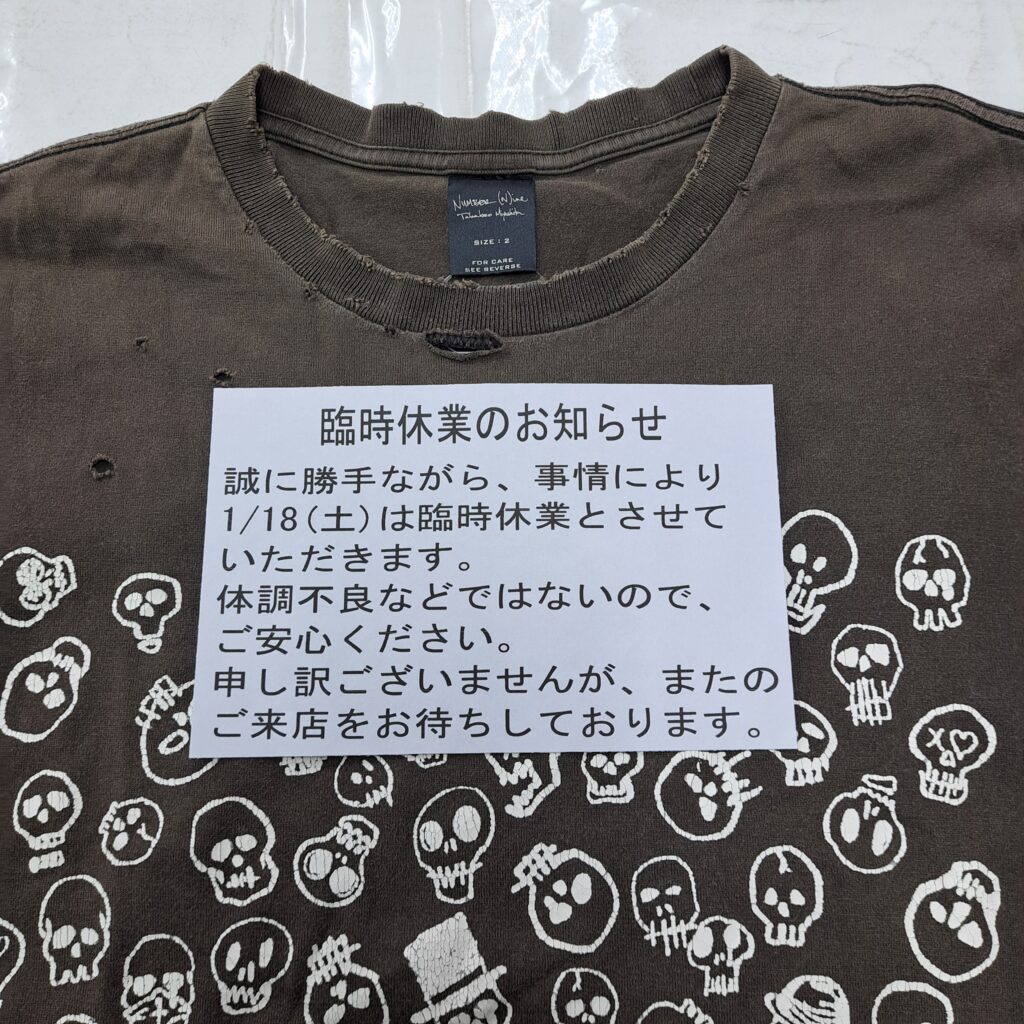 NUMBER (N)ine
Takahiro Miyashita
SIZE : 2
FOR CARE
SEE REVERSE
臨時休業のお知らせ
誠に勝手ながら、事情により
1/18(土)は臨時休業とさせて
いただきます。
体調不良などではないので、
ご安心ください。
申し訳ございませんが、またの
ご来店をお待ちしております。